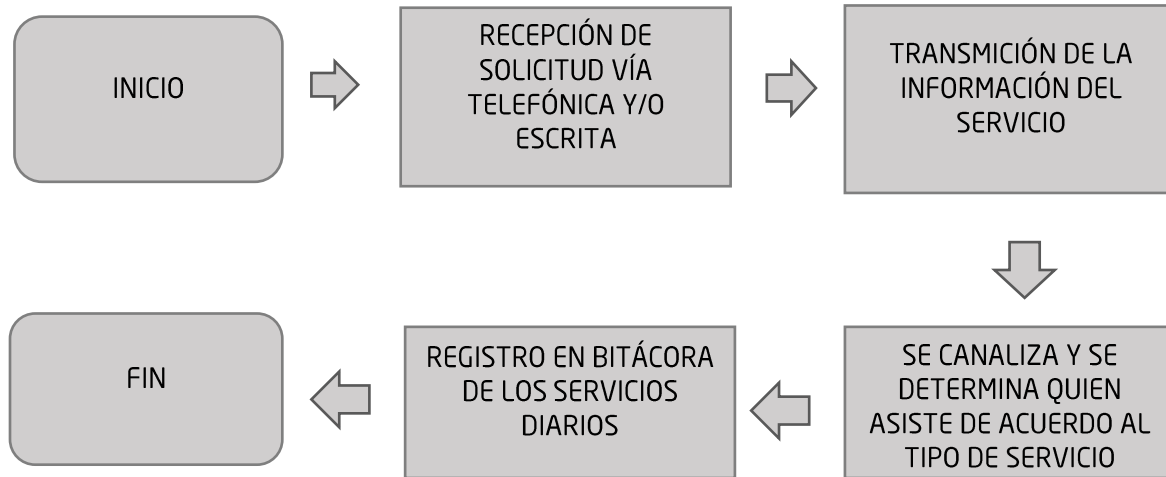 INICIO
RECEPCIÓN DE
SOLICITUD VÍA
TELEFÓNICA Y/O
ESCRITA
TRANSMICIÓN DE LA
INFORMACIÓN DEL
SERVICIO
SE CANALIZA Y SE
DETERMINA QUIEN
ASISTE DE ACUERDO AL
TIPO DE SERVICIO
REGISTRO EN BITÁCORA
DE LOS SERVICIOS
DIARIOS
FIN